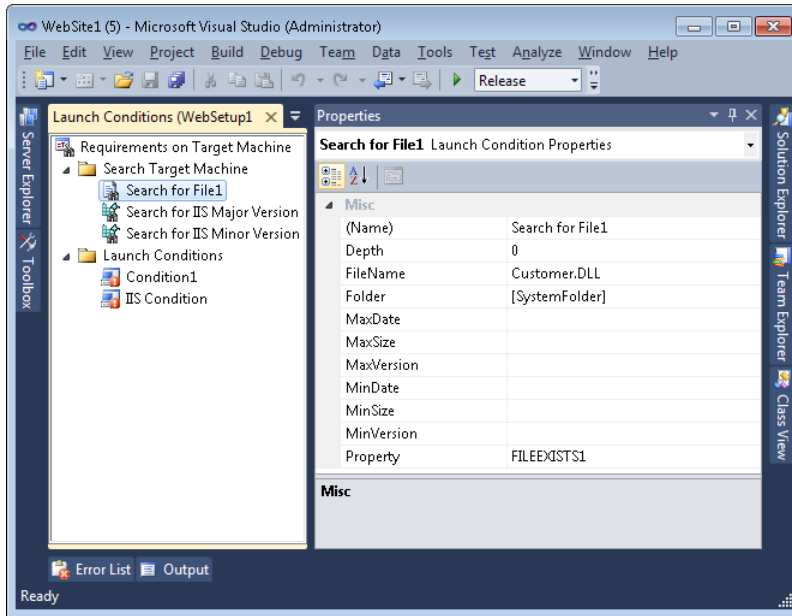 WebSite1 (5) - Microsoft Visual Studio (Administrator)
File Edit View Project Build Debug Team Data Tools Test Analyze Window Help
Release
Server Explorer
Toolbox
Launch Conditions (WebSetup1
Requirements on Target Machine
Search Target Machine
Search for File1
Search for IIS Major Version
Search for IIS Minor Version
Launch Conditions
Condition1
IIS Condition
Properties
Search for File1 Launch Condition Properties
Misc
(Name) Search for File1
Depth 0
FileName Customer.DLL
Folder [SystemFolder]
MaxDate
MaxSize
MaxVersion
MinDate
MinSize
MinVersion
Property FILEEXISTS1
Misc
Solution Explorer
Team Explorer
Class View
Error List Output
Ready